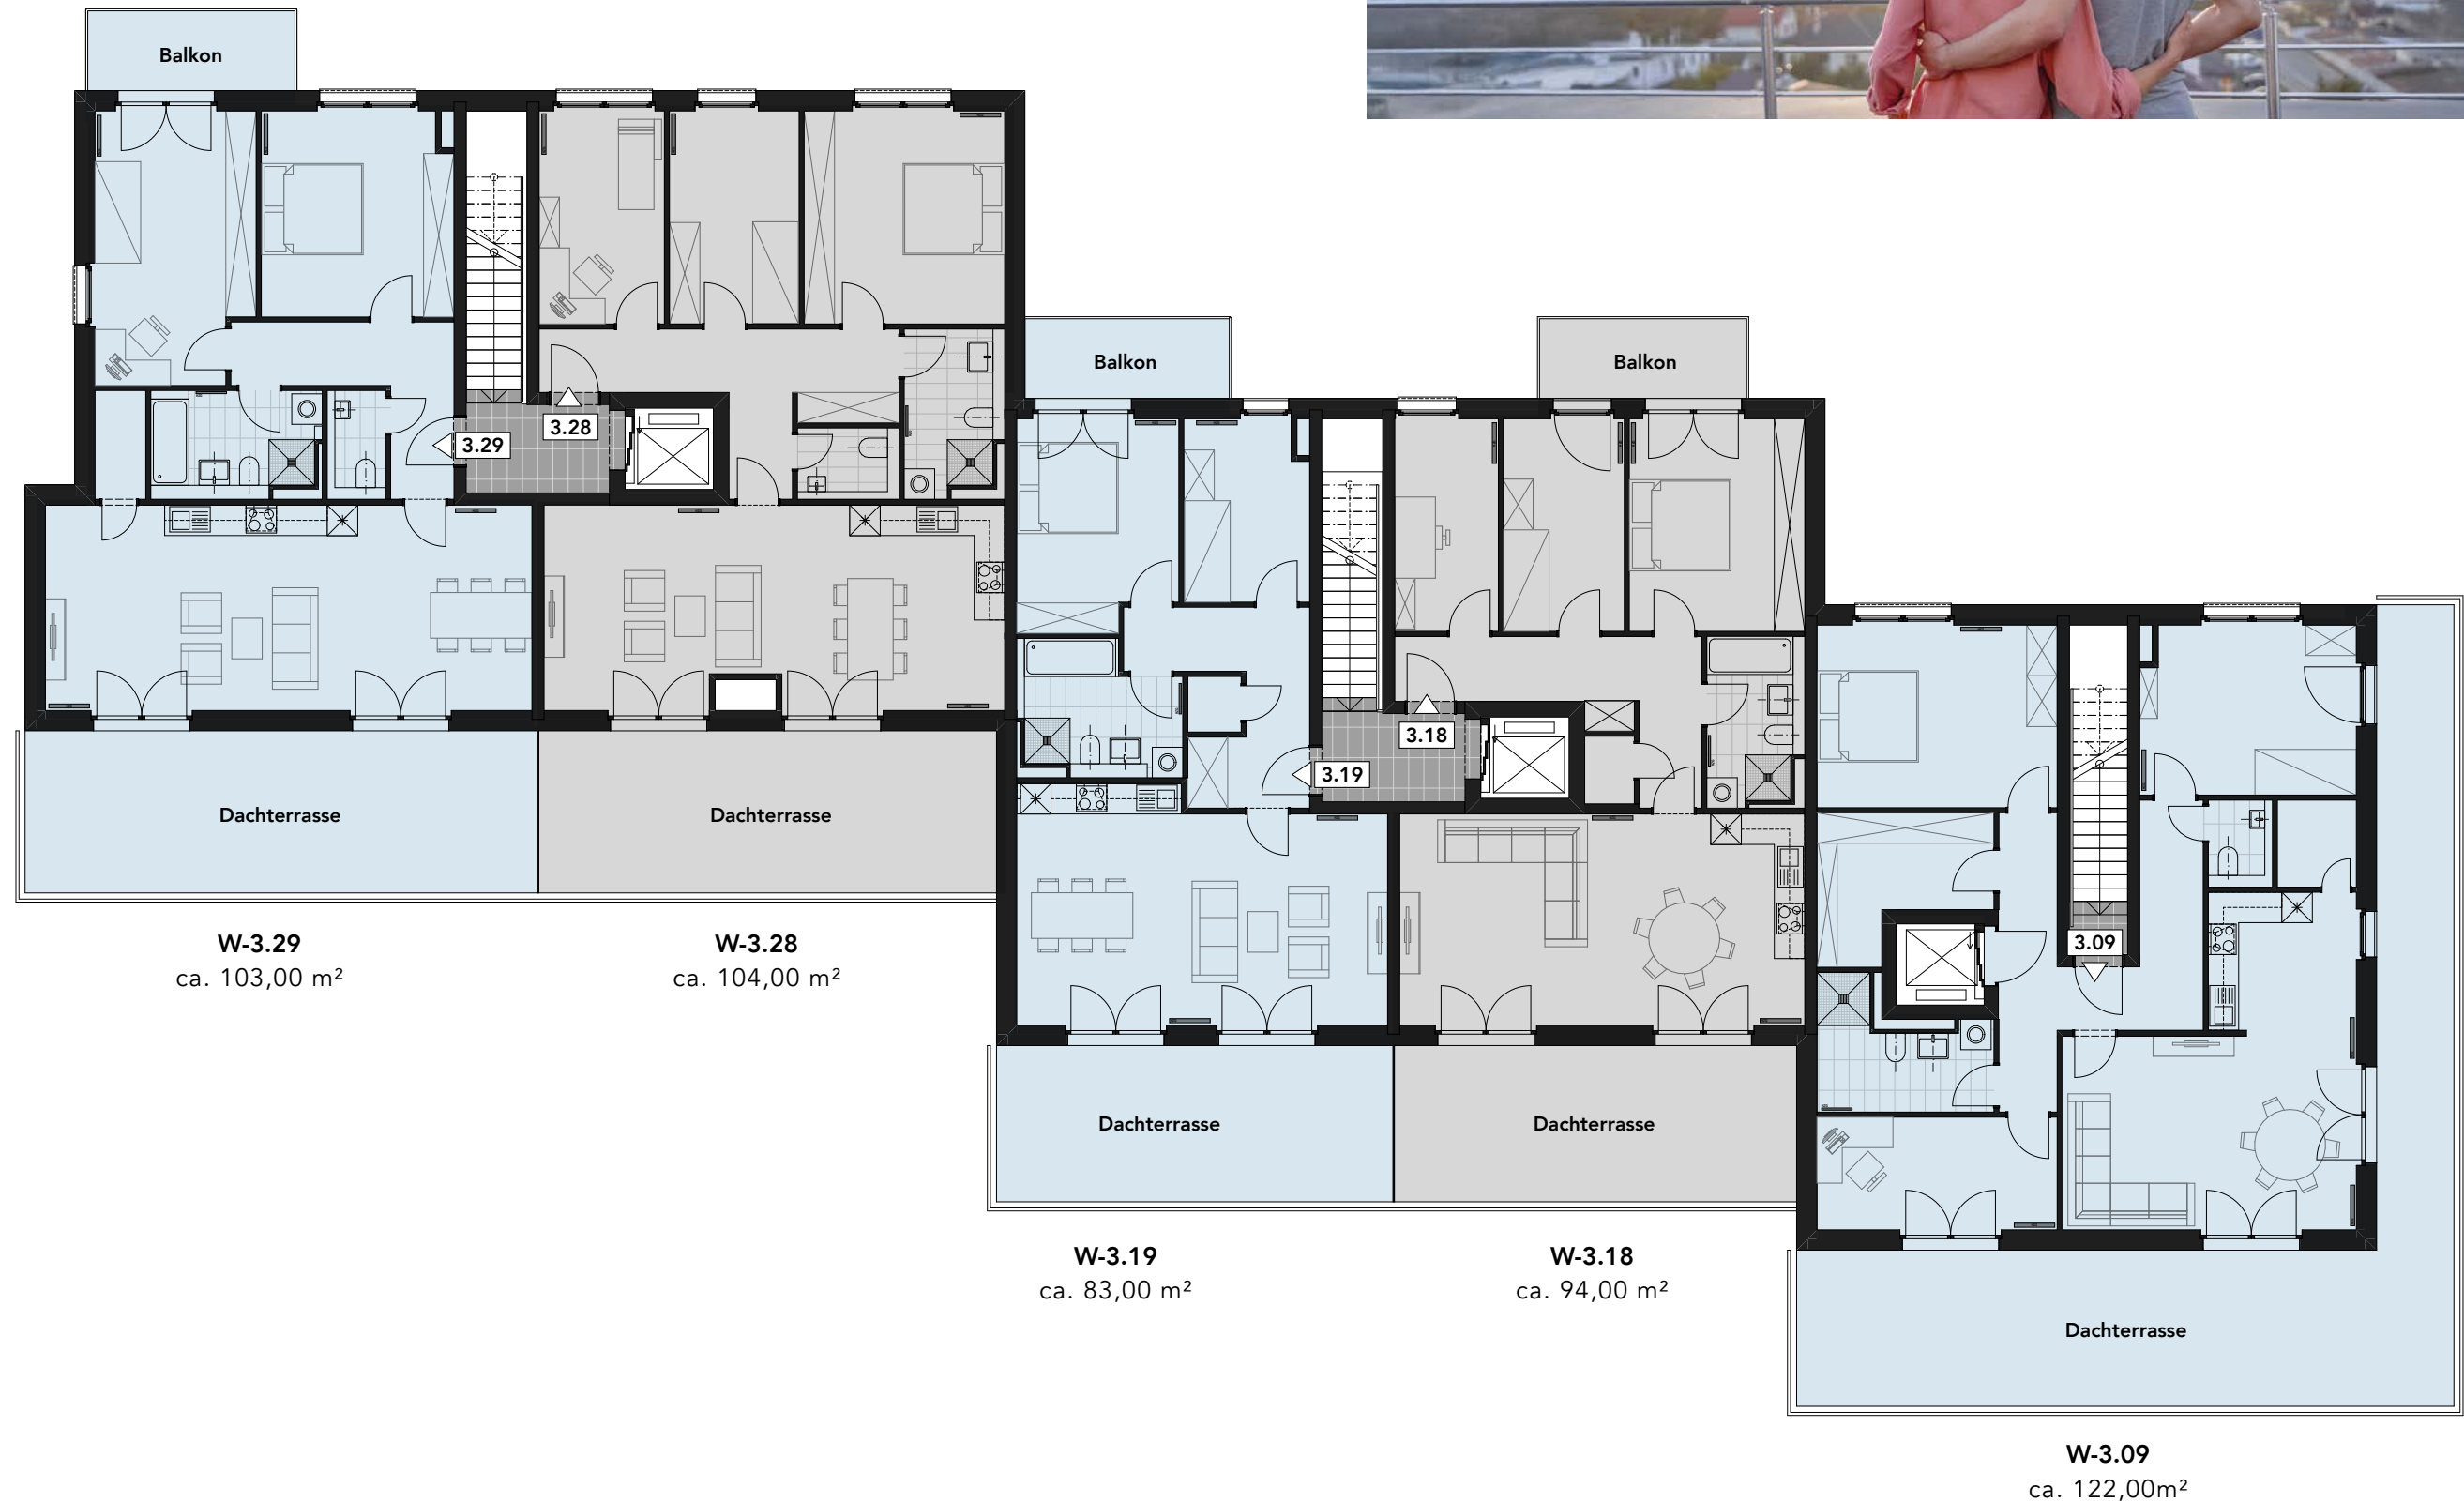 Balkon
3.29
3.28
Balkon
Balkon
3.18
3.19
Dachterrasse
Dachterrasse
3.09
W-3.29
ca. 103,00 m²
W-3.28
ca. 104,00 m²
Dachterrasse
Dachterrasse
W-3.19
ca. 83,00 m²
W-3.18
ca. 94,00 m²
Dachterrasse
W-3.09
ca. 122,00m²